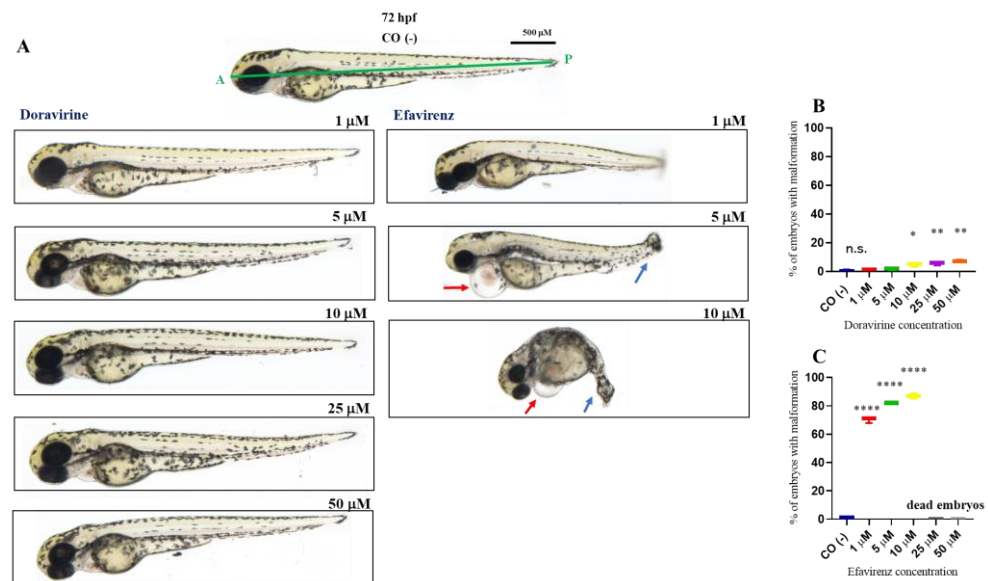 72 hpf
CO (-)
500 μM
A
A
P
Doravirine
1 μM
5 μM
10 μM
25 μM
50 μM
Efavirenz
1 μM
5 μM
10 μM
B
% of embryos with malformation
100
80
60
40
20
0
n.s.
*
**
**
CO (-)
1 μM
5 μM
10 μM
25 μM
50 μM
Doravirine concentration
C
% of embryos with malformation
100
80
60
40
20
0
****
****
****
dead embryos
CO (-)
1 μM
5 μM
10 μM
25 μM
50 μM
Efavirenz concentration